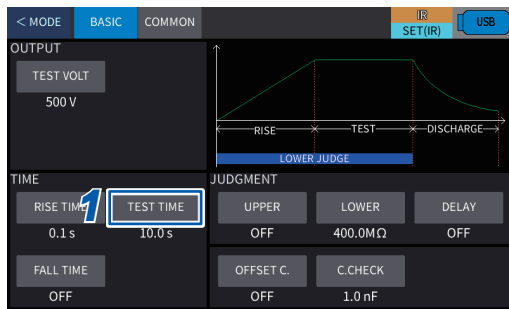 < MODE BASIC COMMON IR SET(IR) USB
OUTPUT
TEST VOLT
500 V
RISE TEST DISCHARGE
LOWER JUDGE
TIME
RISE TIME 1 TEST TIME
0.1 s 10.0 s
FALL TIME
OFF
JUDGMENT
UPPER LOWER DELAY
OFF 400.0MΩ OFF
OFFSET C. C.CHECK
OFF 1.0 nF